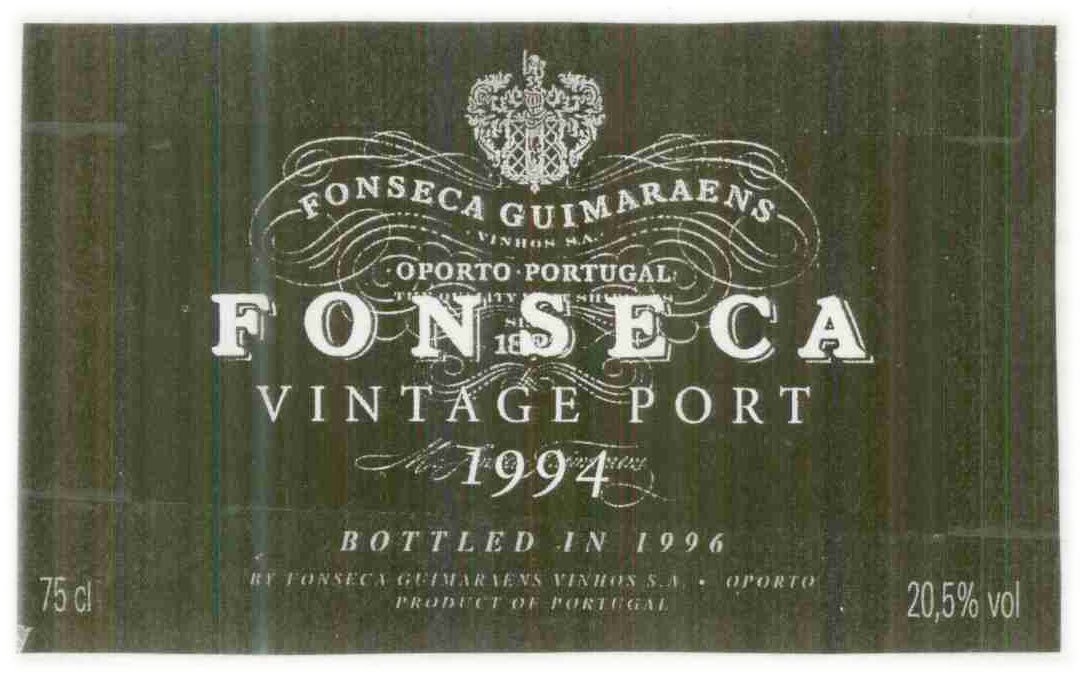 FONSECA GUIMARAENS
VINHOS S.A.
OPORTO · PORTUGAL
FONSECA
VINTAGE PORT
1994
BOTTLED IN 1996
BY FONSECA GUIMARAENS VINHOS S.A. • OPORTO
PRODUCT OF PORTUGAL
75 cl
20,5% vol